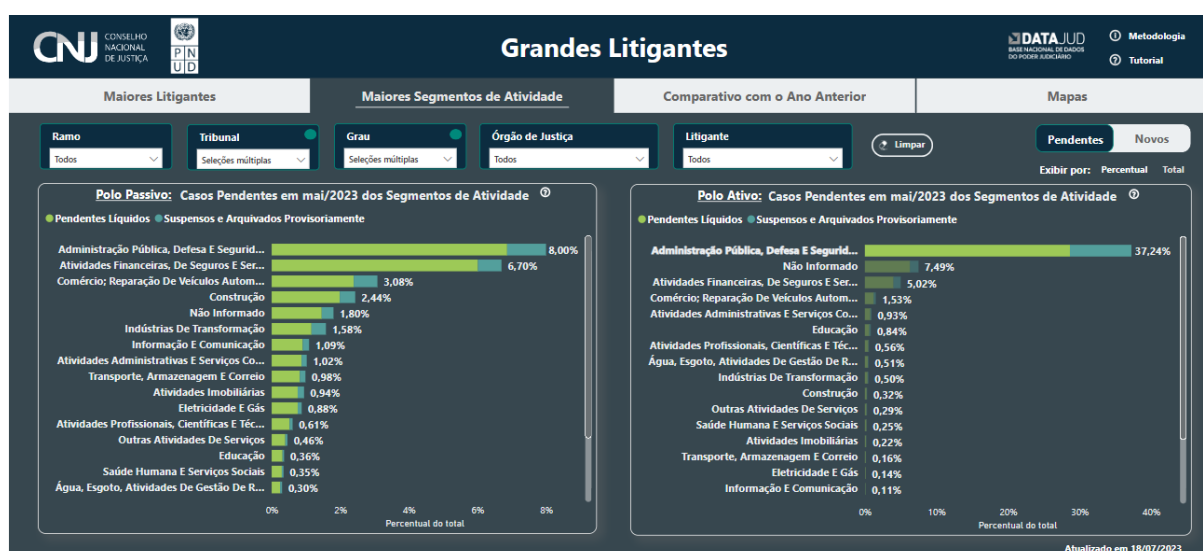 CNJ
CONSELHO
NACIONAL
DE JUSTIÇA
P N
U D
Grandes Litigantes
DATAJUD
BASE NACIONAL DE DADOS
DO PODER JUDICIÁRIO
Metodologia
Tutorial
Maiores Litigantes
Maiores Segmentos de Atividade
Comparativo com o Ano Anterior
Mapas
Ramo
Todos
Tribunal
Seleções múltiplas
Grau
Seleções múltiplas
Órgão de Justiça
Todos
Litigante
Todos
Limpar
Pendentes
Novos
Exibir por: Percentual Total
Polo Passivo: Casos Pendentes em mai/2023 dos Segmentos de Atividade
Pendentes Líquidos Suspensos e Arquivados Provisoriamente
Administração Pública, Defesa E Segurid... 8,00%
Atividades Financeiras, De Seguros E Ser... 6,70%
Comércio; Reparação De Veículos Autom... 3,08%
Construção 2,44%
Não Informado 1,80%
Indústrias De Transformação 1,58%
Informação E Comunicação 1,09%
Atividades Administrativas E Serviços Co... 1,02%
Transporte, Armazenagem E Correio 0,98%
Atividades Imobiliárias 0,94%
Eletricidade E Gás 0,88%
Atividades Profissionais, Científicas E Téc... 0,61%
Outras Atividades De Serviços 0,46%
Educação 0,36%
Saúde Humana E Serviços Sociais 0,35%
Água, Esgoto, Atividades De Gestão De R... 0,30%
0% 2% 4% 6% 8%
Percentual do total
Polo Ativo: Casos Pendentes em mai/2023 dos Segmentos de Atividade
Pendentes Líquidos Suspensos e Arquivados Provisoriamente
Administração Pública, Defesa E Segurid... 37,24%
Não Informado 7,49%
Atividades Financeiras, De Seguros E Ser... 5,02%
Comércio; Reparação De Veículos Autom... 1,53%
Atividades Administrativas E Serviços Co... 0,93%
Educação 0,84%
Atividades Profissionais, Científicas E Téc... 0,56%
Água, Esgoto, Atividades De Gestão De R... 0,51%
Indústrias De Transformação 0,50%
Construção 0,32%
Outras Atividades De Serviços 0,29%
Saúde Humana E Serviços Sociais 0,25%
Atividades Imobiliárias 0,22%
Transporte, Armazenagem E Correio 0,16%
Eletricidade E Gás 0,14%
Informação E Comunicação 0,11%
0% 10% 20% 30% 40%
Percentual do total
Atualizado em 18/07/2023